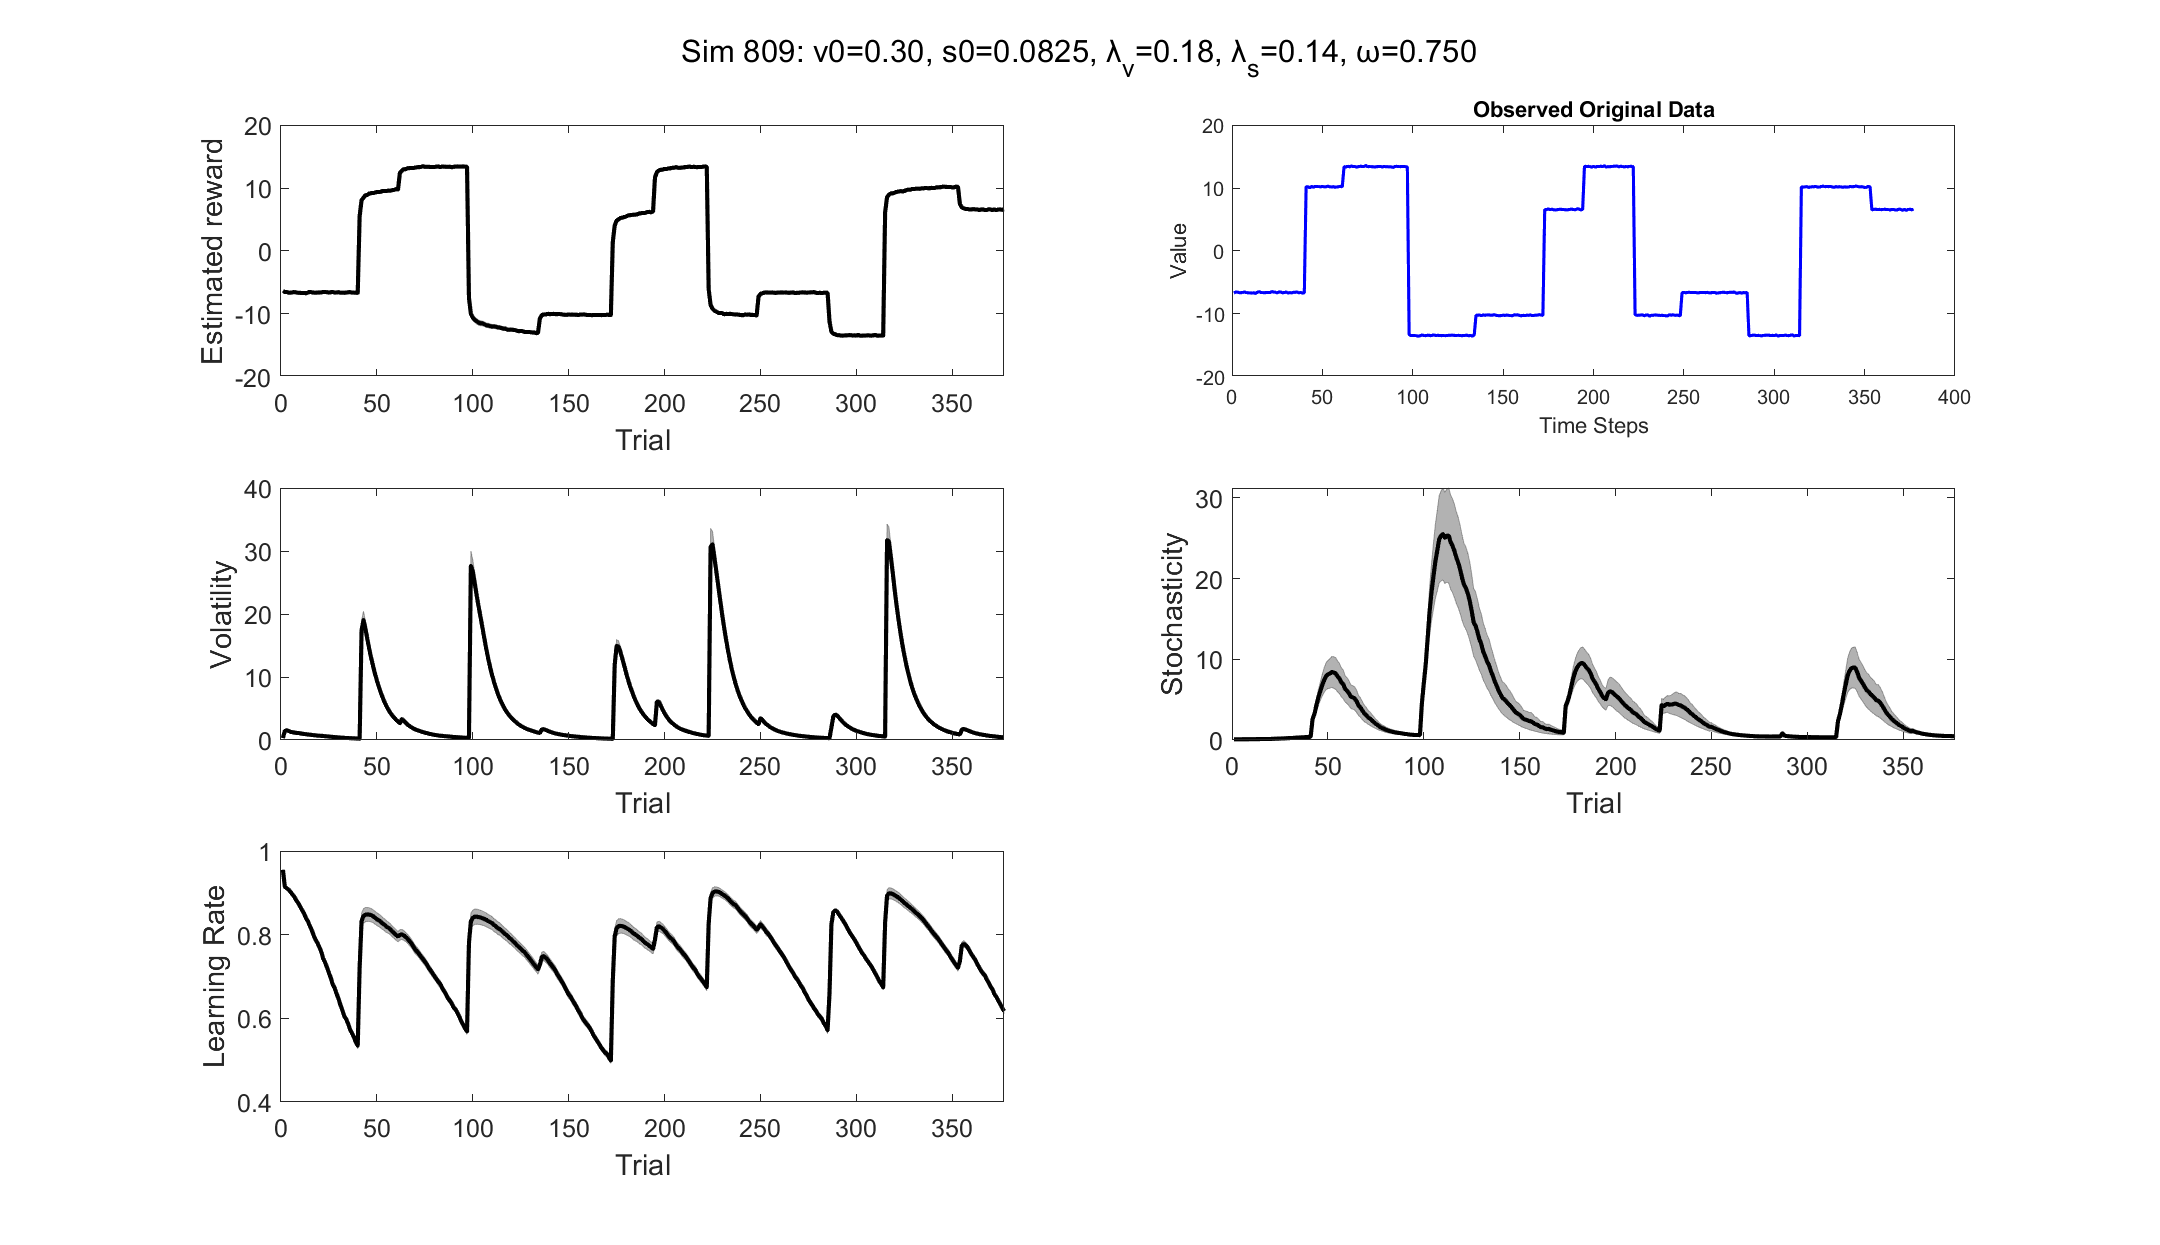 Sim 809: v0=0.30, s0=0.0825, λv=0.18, λs=0.14, ω=0.750
20
10
0
-10
-20
Estimated reward
0 50 100 150 200 250 300 350
Trial
Observed Original Data
20
10
0
-10
-20
Value
0 50 100 150 200 250 300 350 400
Time Steps
40
30
20
10
0
Volatility
0 50 100 150 200 250 300 350
Trial
30
20
10
0
Stochasticity
0 50 100 150 200 250 300 350
Trial
1
0.8
0.6
0.4
Learning Rate
0 50 100 150 200 250 300 350
Trial